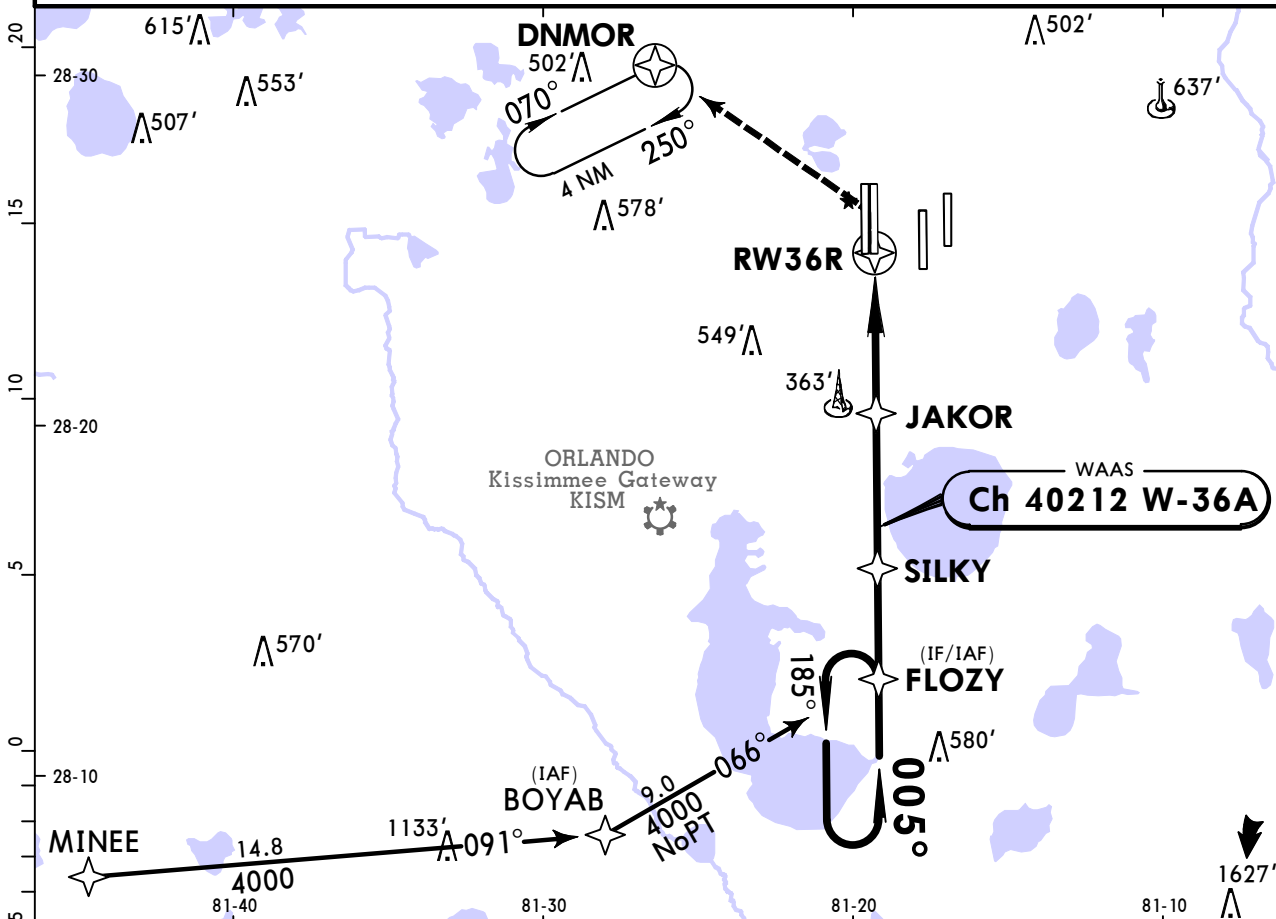 20
615'
DNMOR
502'
502'
28-30
553'
507'
637'
070°
250°
4 NM
578'
15
RW36R
549'
363'
10
28-20
JAKOR
ORLANDO
Kissimmee Gateway
KISM
WAAS
Ch 40212 W-36A
5
SILKY
570'
185°
(IF/IAF)
FLOZY
0
28-10
580'
066°
005°
(IAF)
BOYAB
9.0
4000
NoPT
MINEE
1133'
091°
14.8
4000
1627'
5
81-40
81-30
81-20
81-10